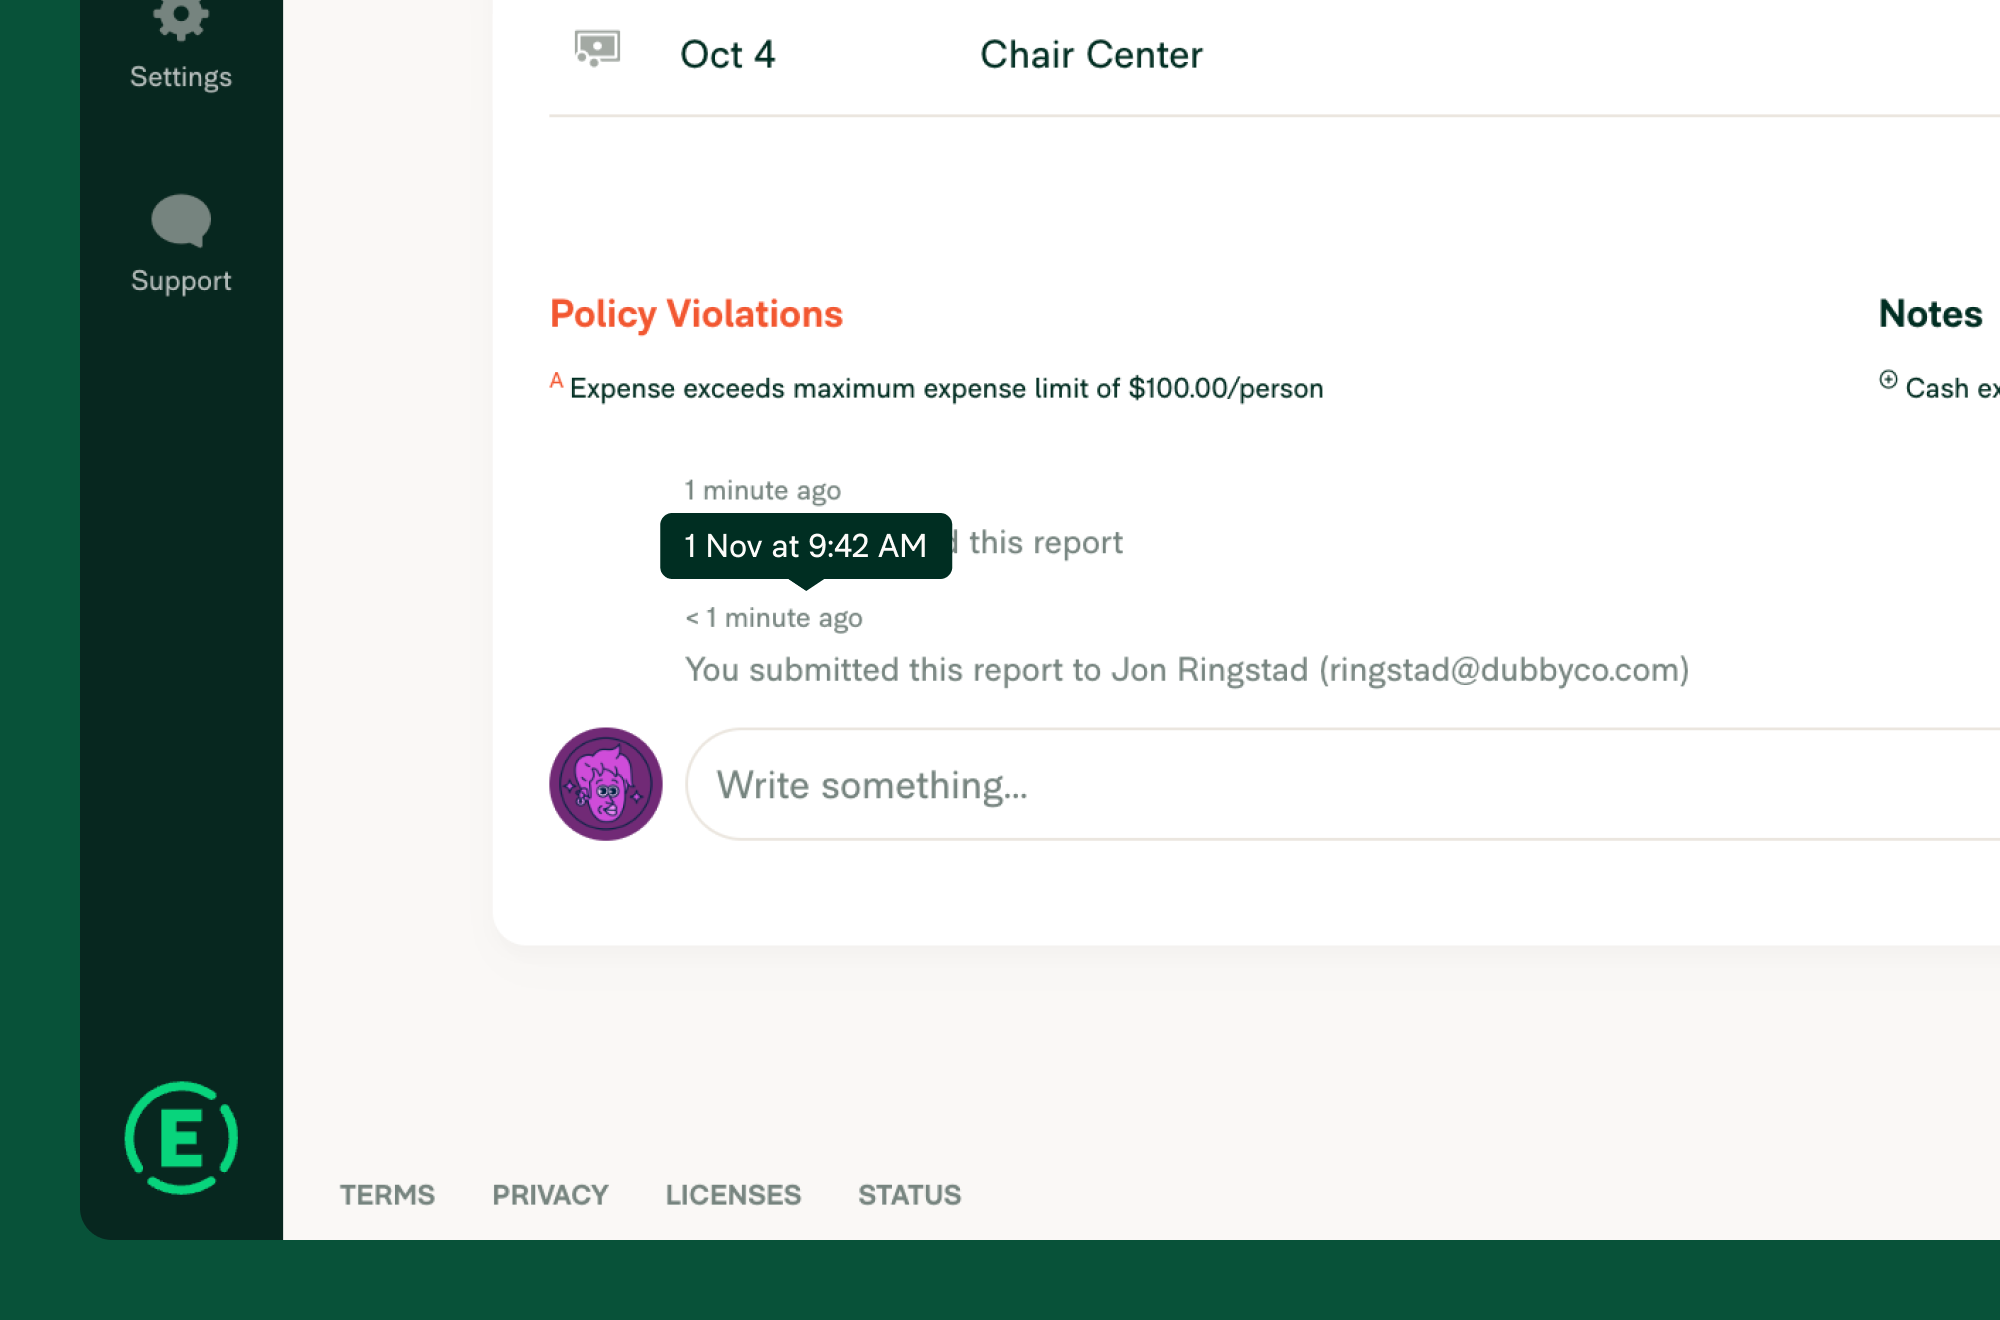 Settings
Support
Oct 4 Chair Center
Policy Violations
A Expense exceeds maximum expense limit of $100.00/person
Notes
Cash
1 minute ago
1 Nov at 9:42 AM
this report
< 1 minute ago
You submitted this report to Jon Ringstad (ringstad@dubbyco.com)
Write something...
E
TERMS PRIVACY LICENSES STATUS